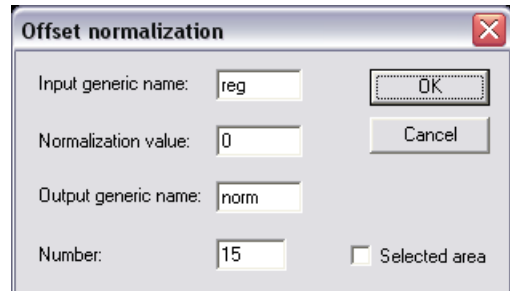 Offset normalization
Input generic name: reg OK
Normalization value: 0 Cancel
Output generic name: norm
Number: 15 Selected area